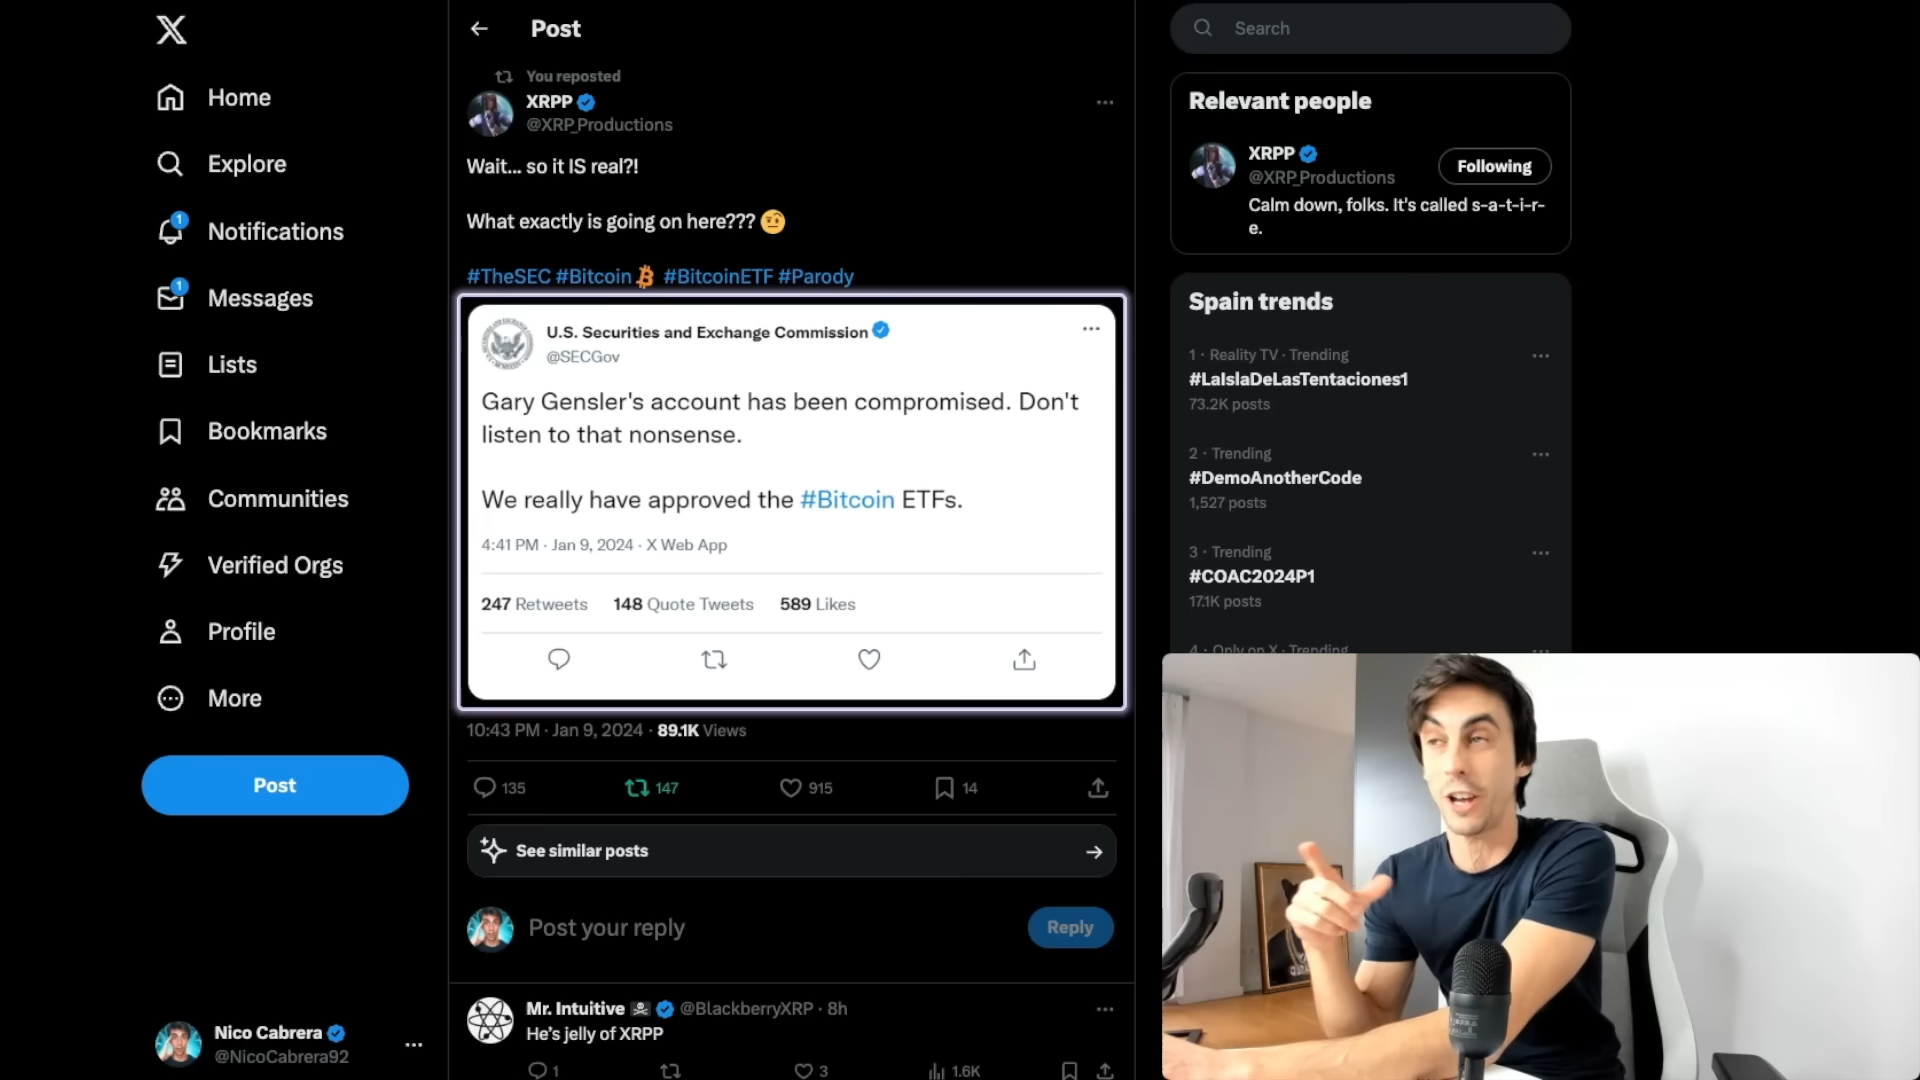 Home
Explore
1
Notifications
1
Messages
Lists
Bookmarks
Communities
Verified Orgs
Profile
More
Post
Nico Cabrera
@NicoCabrera92
Post
You reposted
XRPP
@XRP_Productions
Wait... so it IS real?!
What exactly is going on here??? 🤨
#TheSEC #Bitcoin #BitcoinETF #Parody
U.S. Securities and Exchange Commission
@SECGov
Gary Gensler's account has been compromised. Don't
listen to that nonsense.
We really have approved the #Bitcoin ETFs.
4:41 PM · Jan 9, 2024 · X Web App
247 Retweets 148 Quote Tweets 589 Likes
10:43 PM · Jan 9, 2024 · 89.1K Views
135 147 915 14
See similar posts
Post your reply
Reply
Mr. Intuitive ☠ @BlackberryXRP · 8h
He's jelly of XRPP
1 3 1.6K
Search
Relevant people
XRPP
@XRP_Productions
Following
Calm down, folks. It's called s-a-t-i-r-
e.
Spain trends
1 · Reality TV · Trending
#LaIslaDeLasTentaciones1
73.2K posts
2 · Trending
#DemoAnotherCode
1,527 posts
3 · Trending
#COAC2024P1
17.1K posts
4 · Only on X · Trending